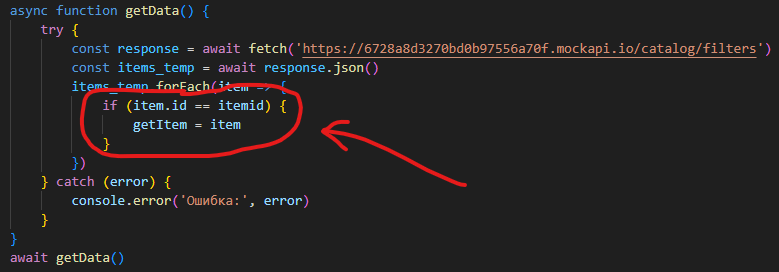 async function getData() {
try {
const response = await fetch('https://6728a8d3270bd0b97556a70f.mockapi.io/catalog/filters')
const items_temp = await response.json()
items_temp.forEach(item => {
if (item.id == itemid) {
getItem = item
}
})
} catch (error) {
console.error('Ошибка:', error)
}
}
await getData()